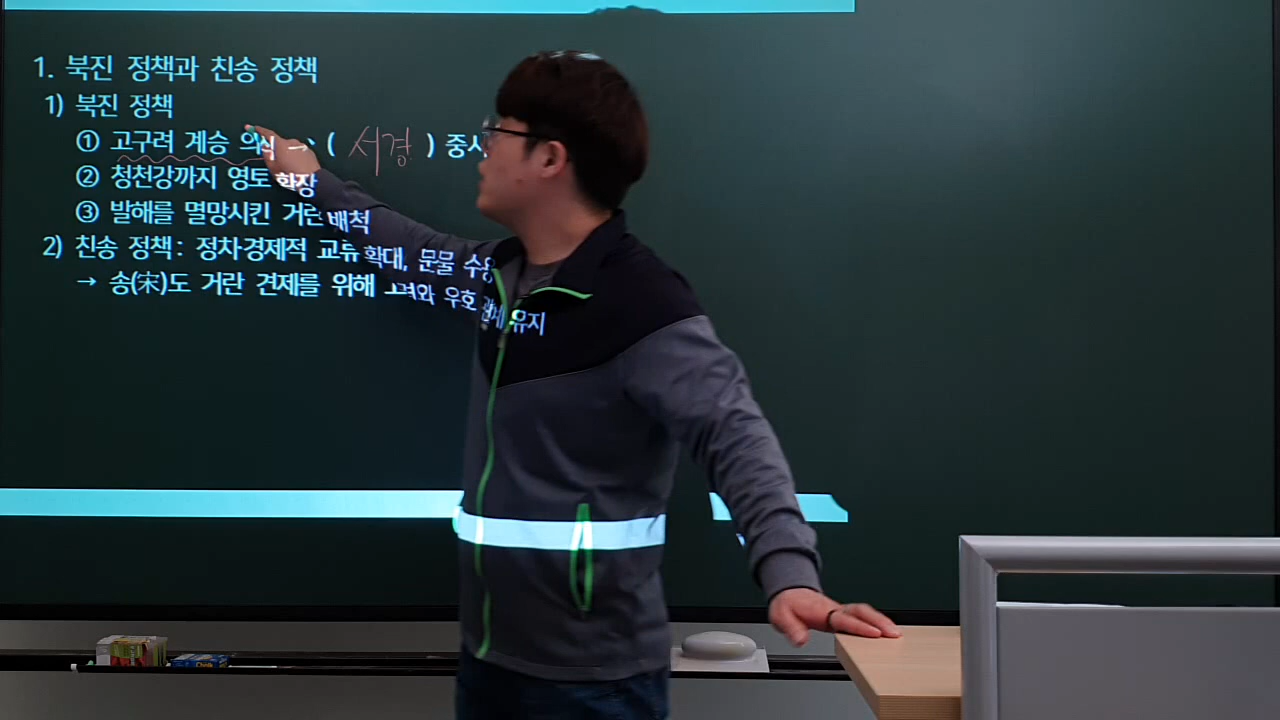 1. 북진 정책과 친송 정책
1) 북진 정책
① 고구려 계승 의식 → ( 서경 ) 중시
② 청천강까지 영토 확장
③ 발해를 멸망시킨 거란 배척
2) 친송 정책 : 정차·경제적 교류 확대, 문물 수용
→ 송(宋)도 거란 견제를 위해 고려와 우호 관계 유지